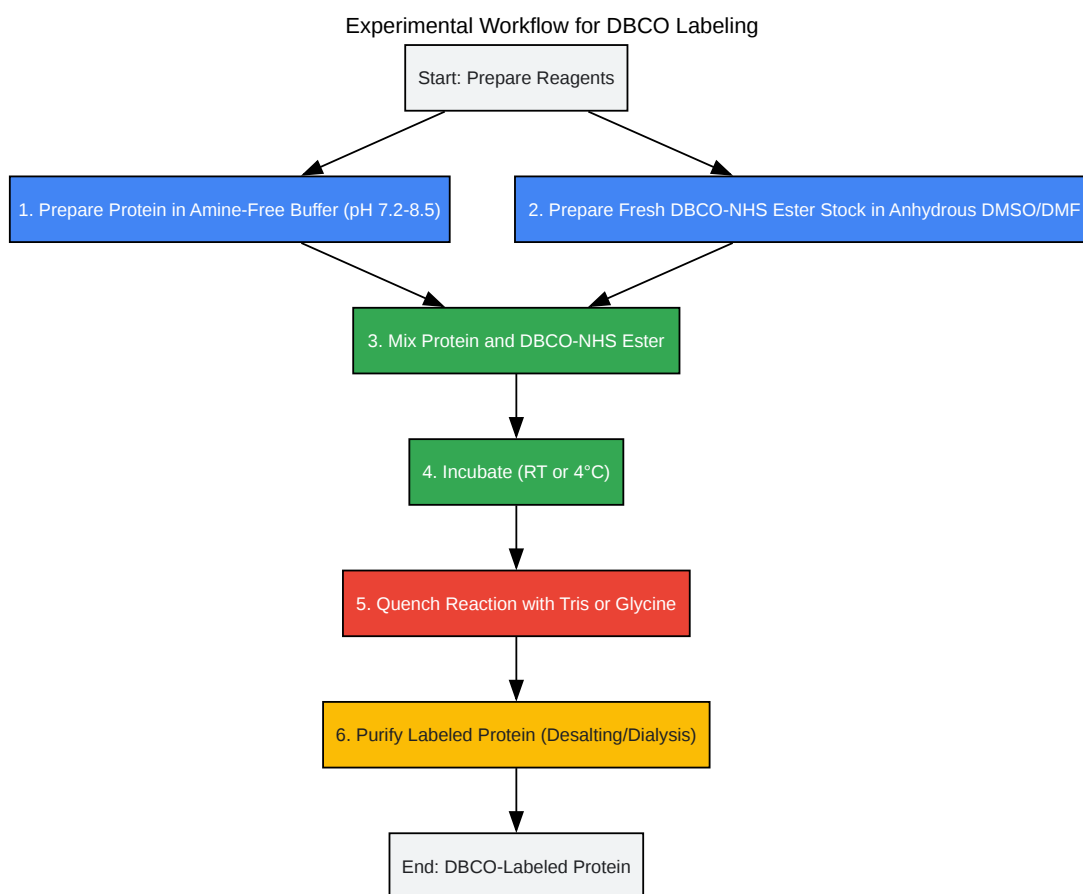 Experimental Workflow for DBCO Labeling
Start: Prepare Reagents
1. Prepare Protein in Amine-Free Buffer (pH 7.2-8.5)
2. Prepare Fresh DBCO-NHS Ester Stock in Anhydrous DMSO/DMF
3. Mix Protein and DBCO-NHS Ester
4. Incubate (RT or 4°C)
5. Quench Reaction with Tris or Glycine
6. Purify Labeled Protein (Desalting/Dialysis)
End: DBCO-Labeled Protein